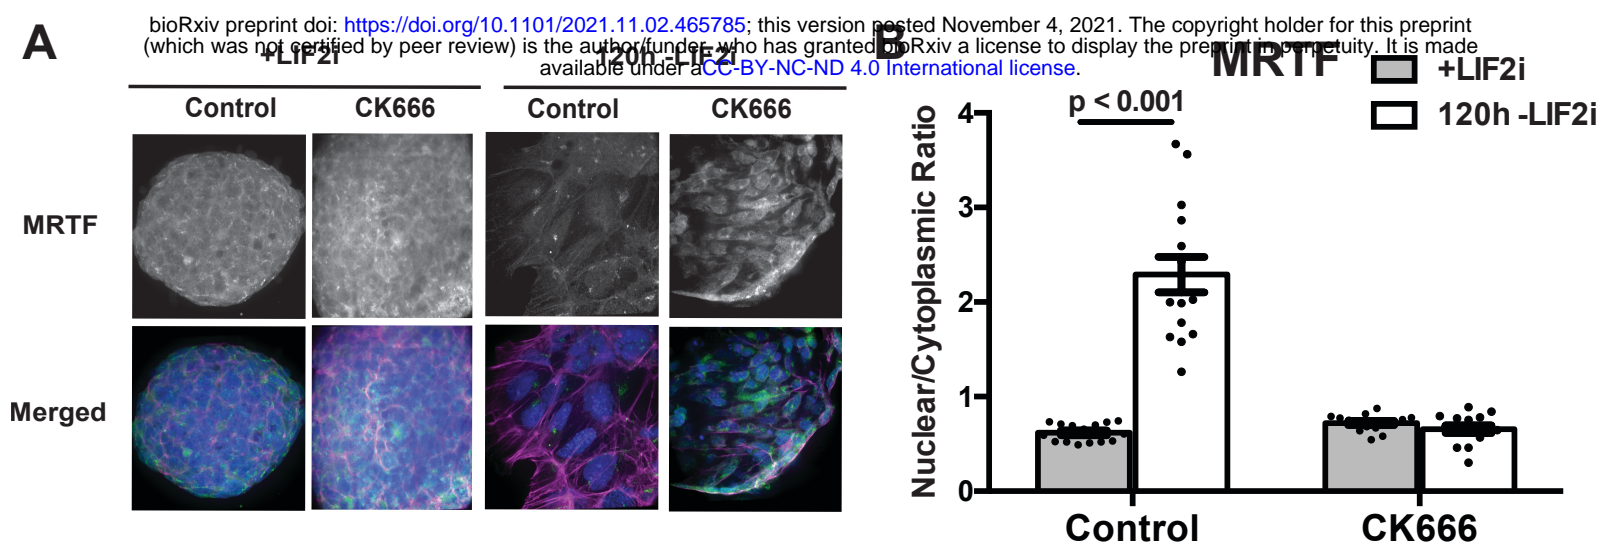 bioRxiv preprint doi: https://doi.org/10.1101/2021.11.02.465785; this version posted November 4, 2021. The copyright holder for this preprint
(which was not certified by peer review) is the author/funder, who has granted bioRxiv a license to display the preprint in perpetuity. It is made
available under aCC-BY-NC-ND 4.0 International license.
A
+LIF2i
120h -LIF2i
Control
CK666
Control
CK666
MRTF
Merged
B
MRTF
+LIF2i
120h -LIF2i
p < 0.001
Nuclear/Cytoplasmic Ratio
4
3
2
1
0
Control
CK666